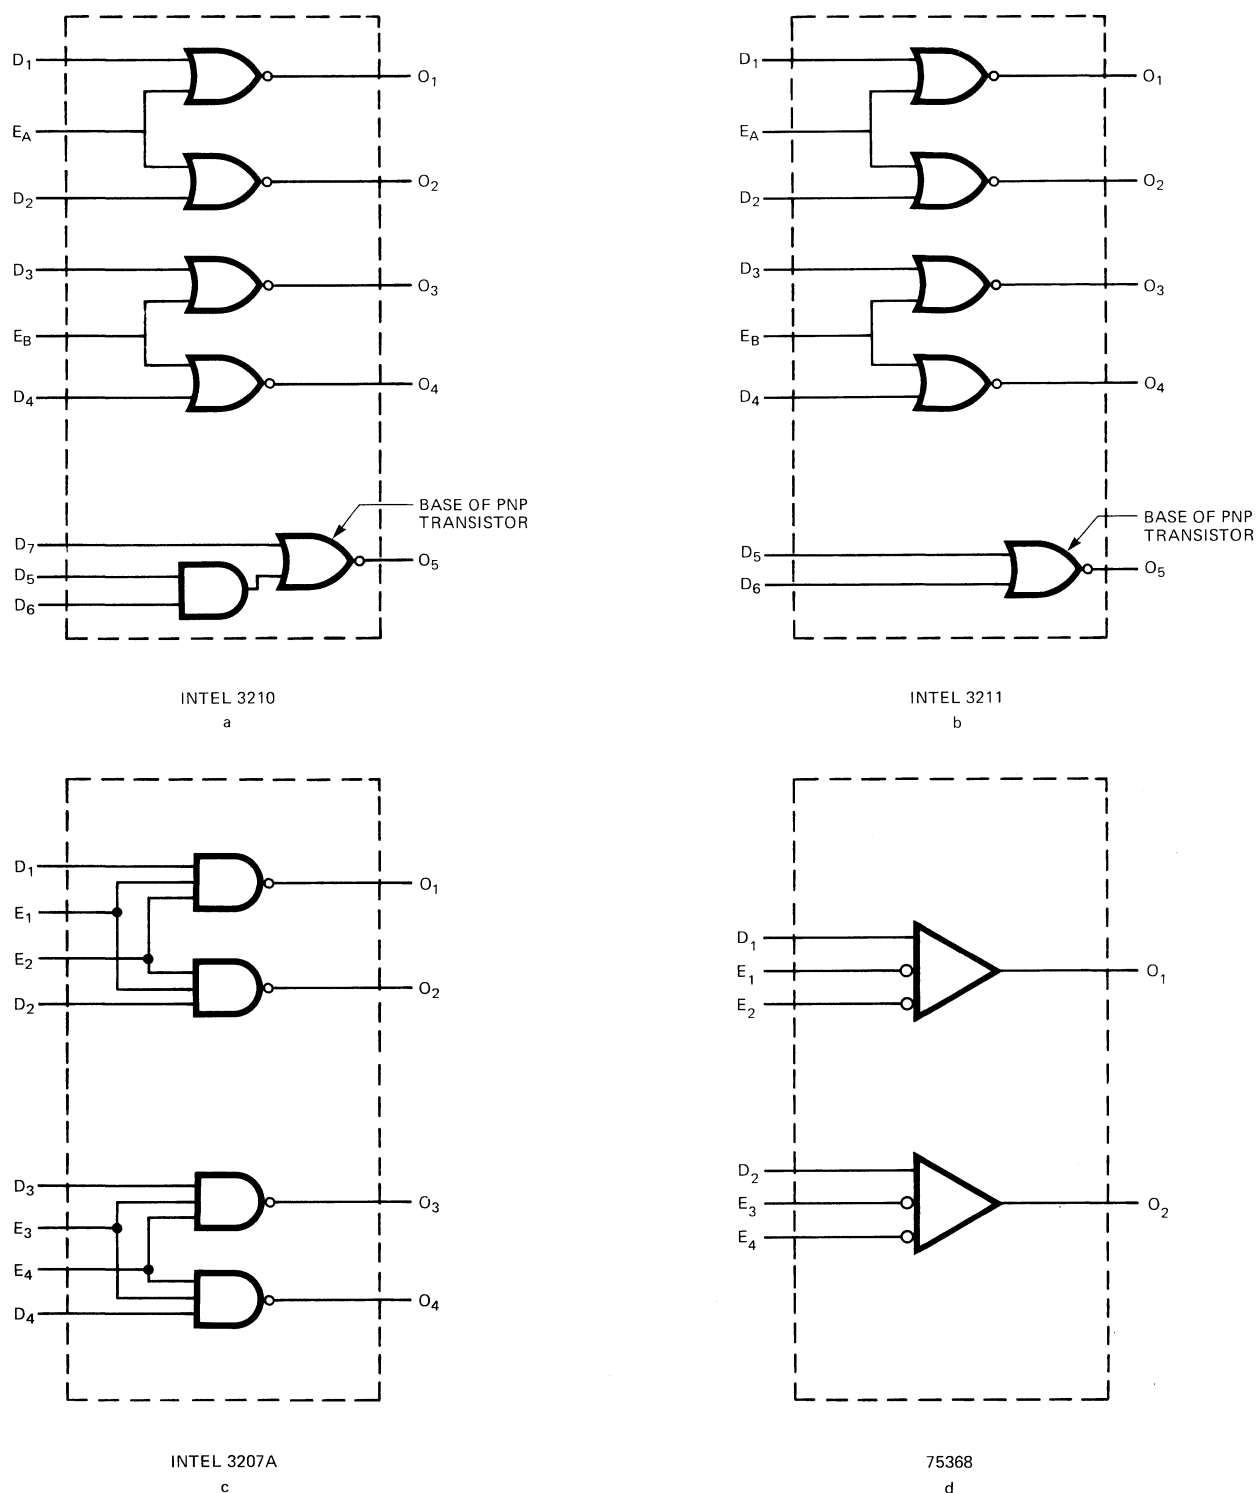 D1
O1
EA
O2
D2
D3
O3
EB
O4
D4
BASE OF PNP
TRANSISTOR
D7
O5
D5
D6
INTEL 3210
a
D1
O1
EA
O2
D2
D3
O3
EB
O4
D4
BASE OF PNP
TRANSISTOR
D5
O5
D6
INTEL 3211
b
D1
O1
E1
E2
O2
D2
D3
O3
E3
E4
O4
D4
INTEL 3207A
c
D1
E1
O1
E2
D2
E3
O2
E4
75368
d